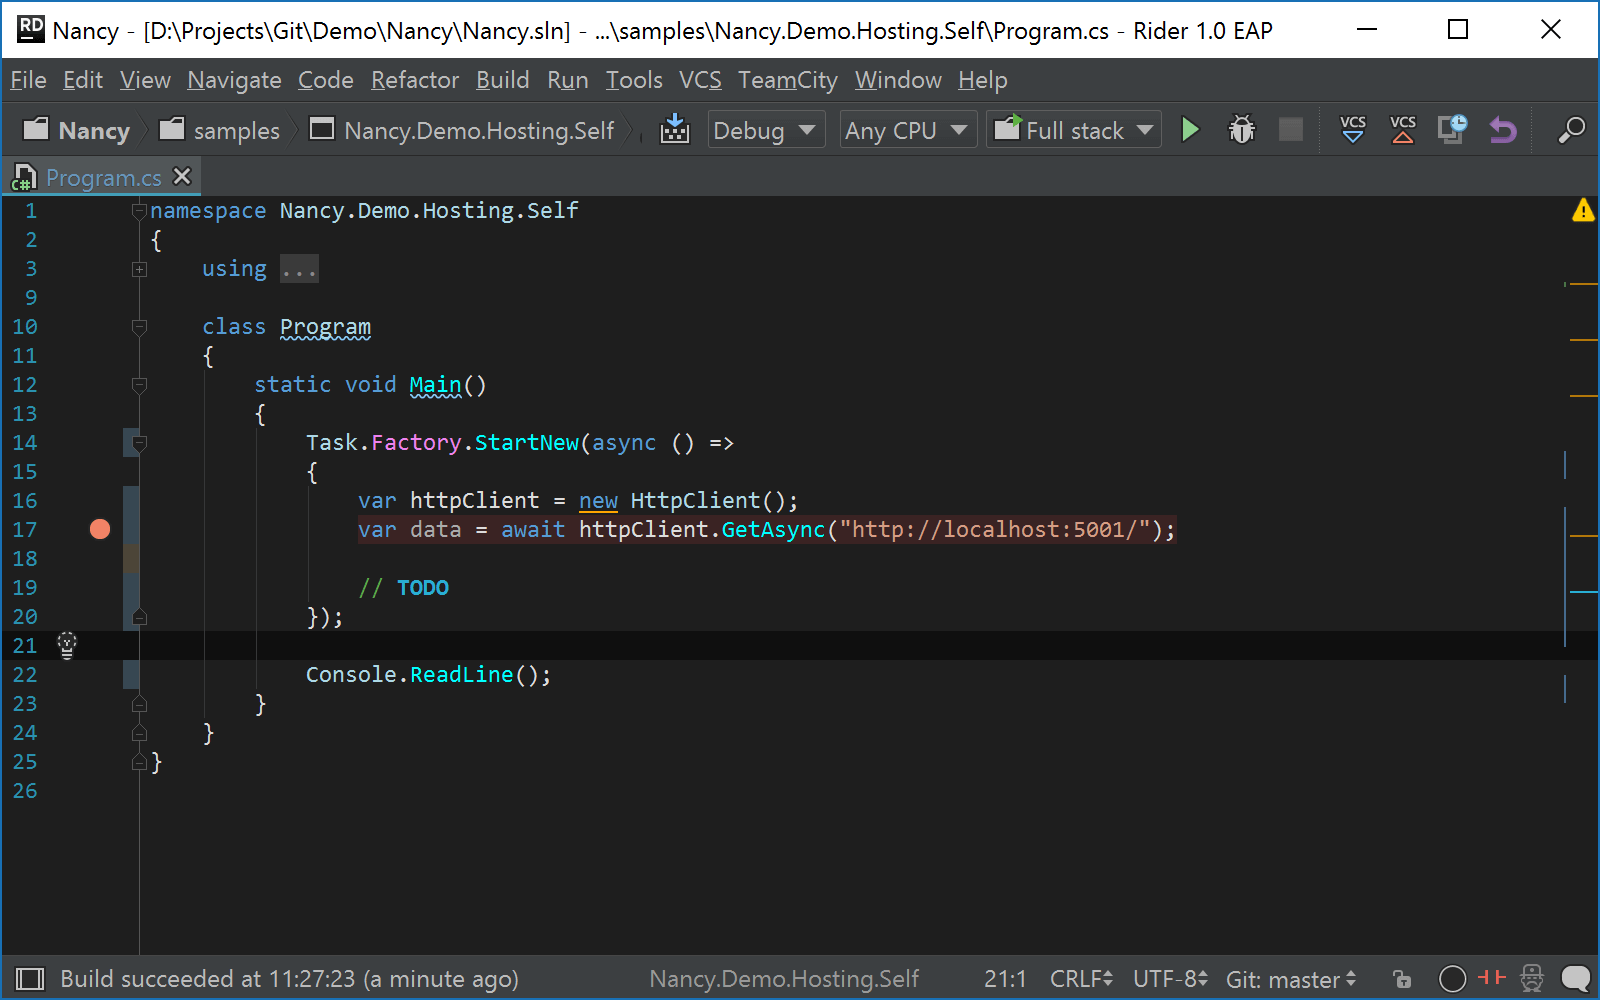 RD Nancy - [D:\Projects\Git\Demo\Nancy\Nancy.sln] - ...\samples\Nancy.Demo.Hosting.Self\Program.cs - Rider 1.0 EAP
File Edit View Navigate Code Refactor Build Run Tools VCS TeamCity Window Help
Nancy samples Nancy.Demo.Hosting.Self Debug Any CPU Full stack VCS VCS
C# Program.cs
1 namespace Nancy.Demo.Hosting.Self
2 {
3     using ...
9
10     class Program
11     {
12         static void Main()
13         {
14             Task.Factory.StartNew(async () =>
15             {
16                 var httpClient = new HttpClient();
17                 var data = await httpClient.GetAsync("http://localhost:5001/");
18
19                 // TODO
20             });
21
22             Console.ReadLine();
23         }
24     }
25 }
26
Build succeeded at 11:27:23 (a minute ago) Nancy.Demo.Hosting.Self 21:1 CRLF UTF-8 Git: master